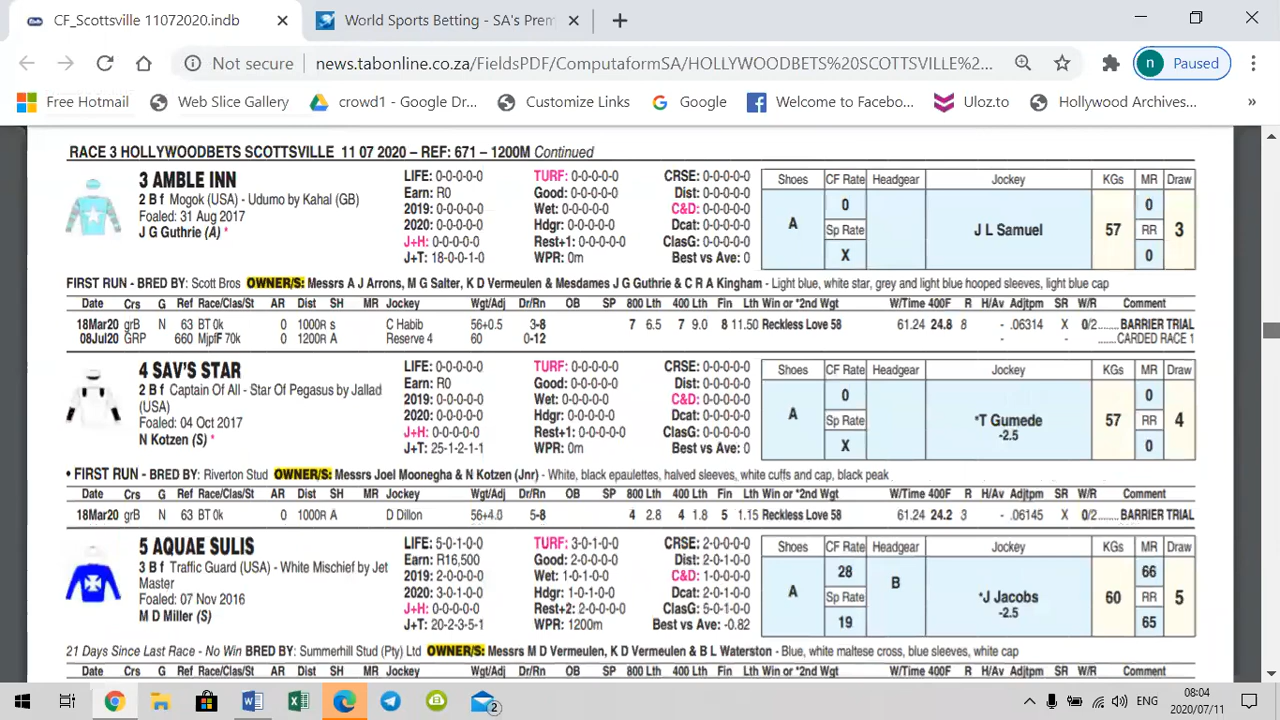 CF_Scottsville 11072020.indb
World Sports Betting - SA's Prem
Not secure
news.tabonline.co.za/FieldsPDF/ComputaformSA/HOLLYWOODBETS%20SCOTTSVILLE%2...
n Paused
Free Hotmail Web Slice Gallery crowd1 - Google Dr... Customize Links Google Welcome to Facebo... Uloz.to Hollywood Archives... »
RACE 3 HOLLYWOODBETS SCOTTSVILLE 11 07 2020 – REF: 671 – 1200M Continued
3 AMBLE INN
2 B f Mogok (USA) - Udumo by Kahal (GB)
Foaled: 31 Aug 2017
J G Guthrie (A) *
LIFE: 0-0-0-0-0 TURF: 0-0-0-0-0 CRSE: 0-0-0-0-0
Earn: R0 Good: 0-0-0-0-0 Dist: 0-0-0-0-0
2019: 0-0-0-0-0 Wet: 0-0-0-0-0 C&D: 0-0-0-0-0
2020: 0-0-0-0-0 Hdgr: 0-0-0-0-0 Dcat: 0-0-0-0-0
J+H: 0-0-0-0-0 Rest+1: 0-0-0-0-0 ClasG: 0-0-0-0-0
J+T: 18-0-0-1-0 WPR: 0m Best vs Ave: 0
Shoes CF Rate Headgear Jockey KGs MR Draw
A 0 J L Samuel 57 0 3
Sp Rate RR
X 0
FIRST RUN - BRED BY: Scott Bros OWNER/S: Messrs A J Arrons, M G Salter, K D Vermeulen & Mesdames J G Guthrie & C R A Kingham - Light blue, white star, grey and light blue hooped sleeves, light blue cap
Date Crs G Ref Race/Clas/St AR Dist SH MR Jockey Wgt/Adj Dr/Rn OB SP 800 Lth 400 Lth Fin Lth Win or *2nd Wgt W/Time 400F R H/Av Adjtpm SR W/R Comment
18Mar20 grB N 63 BT 0k 0 1000R s C Habib 56+0.5 3-8 7 6.5 7 9.0 8 11.50 Reckless Love 58 61.24 24.8 8 - .06314 X 0/2........ BARRIER TRIAL
08Jul20 GRP 660 MjpfF 70k 0 1200R A Reserve 4 60 0-12 - - ........CARDED RACE 1
4 SAV'S STAR
2 B f Captain Of All - Star Of Pegasus by Jallad
(USA)
Foaled: 04 Oct 2017
N Kotzen (S) *
LIFE: 0-0-0-0-0 TURF: 0-0-0-0-0 CRSE: 0-0-0-0-0
Earn: R0 Good: 0-0-0-0-0 Dist: 0-0-0-0-0
2019: 0-0-0-0-0 Wet: 0-0-0-0-0 C&D: 0-0-0-0-0
2020: 0-0-0-0-0 Hdgr: 0-0-0-0-0 Dcat: 0-0-0-0-0
J+H: 0-0-0-0-0 Rest+1: 0-0-0-0-0 ClasG: 0-0-0-0-0
J+T: 25-1-2-1-1 WPR: 0m Best vs Ave: 0
Shoes CF Rate Headgear Jockey KGs MR Draw
A 0 *T Gumede 57 0 4
Sp Rate -2.5 RR
X 0
• FIRST RUN - BRED BY: Riverton Stud OWNER/S: Messrs Joel Moonegha & N Kotzen (Jnr) - White, black epaulettes, halved sleeves, white cuffs and cap, black peak
Date Crs G Ref Race/Clas/St AR Dist SH MR Jockey Wgt/Adj Dr/Rn OB SP 800 Lth 400 Lth Fin Lth Win or *2nd Wgt W/Time 400F R H/Av Adjtpm SR W/R Comment
18Mar20 grB N 63 BT 0k 0 1000R A D Dillon 56+4.0 5-8 4 2.8 4 1.8 5 1.15 Reckless Love 58 61.24 24.2 3 - .06145 X 0/2........ BARRIER TRIAL
5 AQUAE SULIS
3 B f Traffic Guard (USA) - White Mischief by Jet
Master
Foaled: 07 Nov 2016
M D Miller (S)
LIFE: 5-0-1-0-0 TURF: 3-0-1-0-0 CRSE: 2-0-0-0-0
Earn: R16,500 Good: 2-0-0-0-0 Dist: 2-0-1-0-0
2019: 2-0-0-0-0 Wet: 1-0-1-0-0 C&D: 1-0-0-0-0
2020: 3-0-1-0-0 Hdgr: 1-0-1-0-0 Dcat: 3-0-1-0-0
J+H: 0-0-0-0-0 Rest+2: 2-0-0-0-0 ClasG: 5-0-1-0-0
J+T: 20-2-3-5-1 WPR: 1200m Best vs Ave: -0.82
Shoes CF Rate Headgear Jockey KGs MR Draw
A 28 B *J Jacobs 60 66 5
Sp Rate -2.5 RR
19 65
21 Days Since Last Race - No Win BRED BY: Summerhill Stud (Pty) Ltd OWNER/S: Messrs M D Vermeulen, K D Vermeulen & B L Waterston - Blue, white maltese cross, blue sleeves, white cap
Date Crs G Ref Race/Clas/St AR Dist SH MR Jockey Wgt/Adj Dr/Rn OB SP 800 Lth 400 Lth Fin Lth Win or *2nd Wgt W/Time 400F R H/Av Adjtpm SR W/R Comment
2 ENG 08:04
2020/07/11